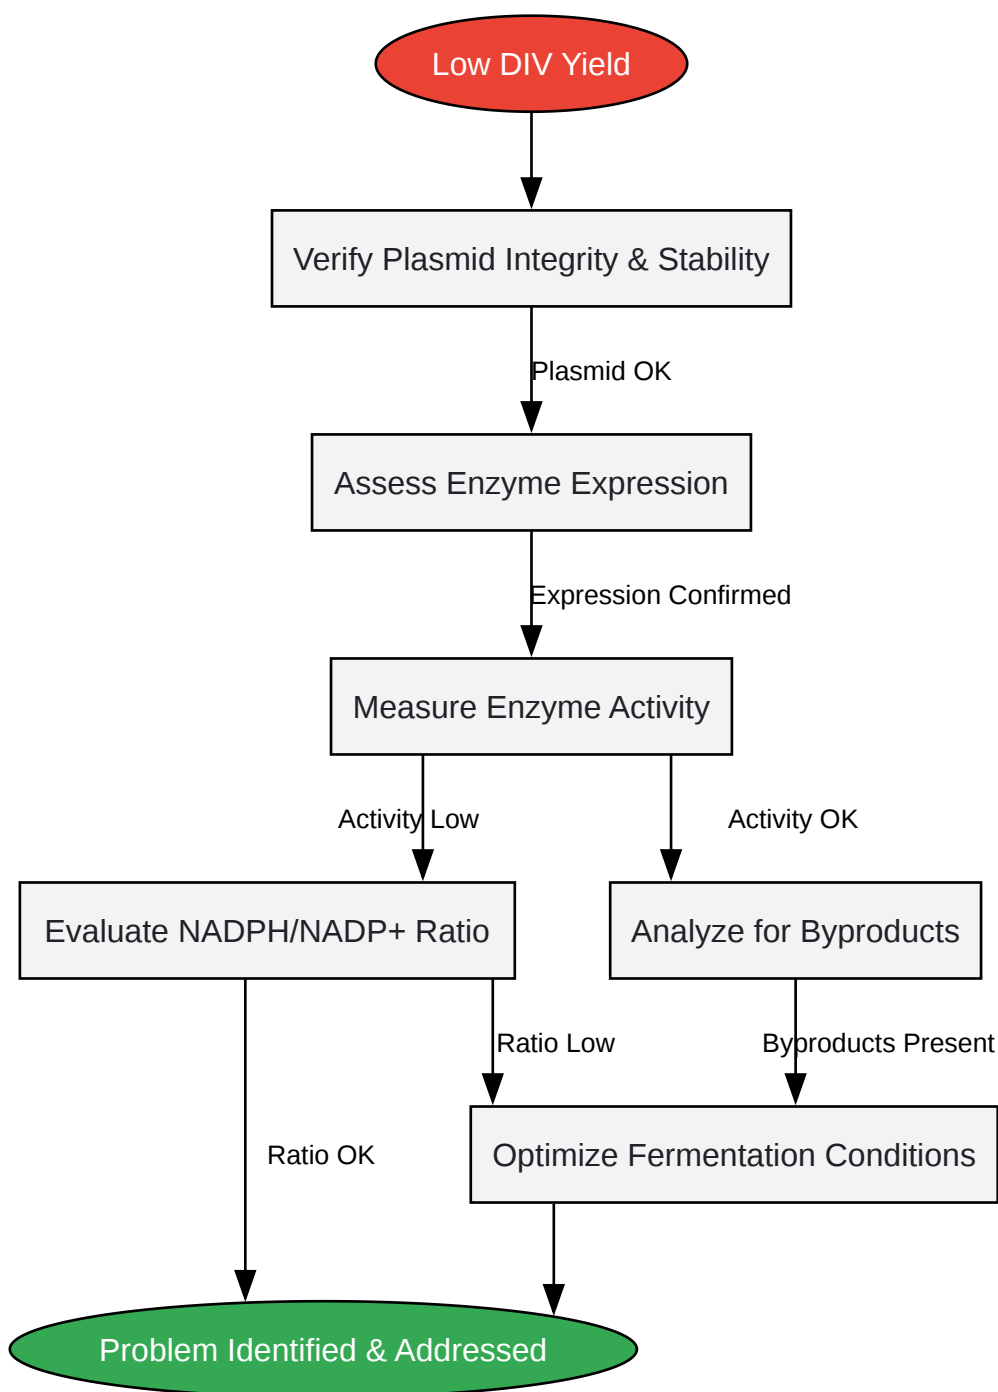 Low DIV Yield
Verify Plasmid Integrity & Stability
Plasmid OK
Assess Enzyme Expression
Expression Confirmed
Measure Enzyme Activity
Activity Low
Activity OK
Evaluate NADPH/NADP+ Ratio
Analyze for Byproducts
Ratio Low
Byproducts Present
Optimize Fermentation Conditions
Ratio OK
Problem Identified & Addressed